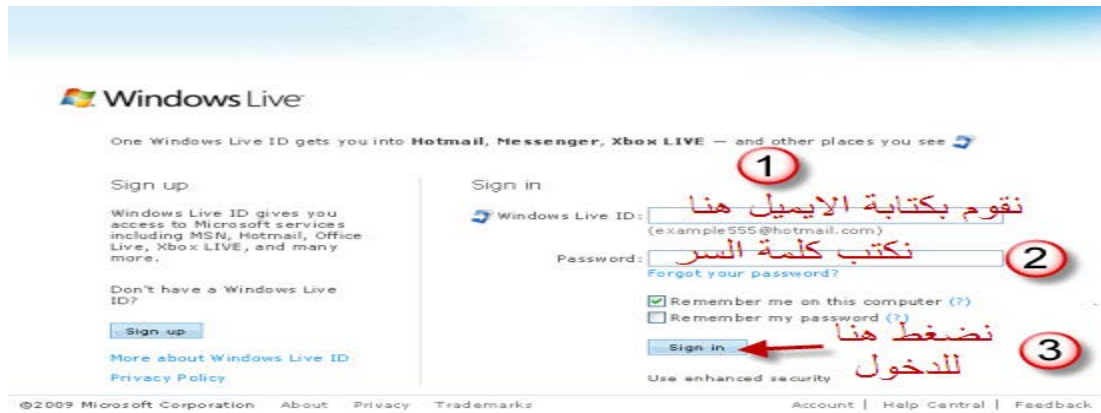 Windows Live
One Windows Live ID gets you into Hotmail, Messenger, Xbox LIVE — and other places you see
Sign up
Windows Live ID gives you
access to Microsoft services
including MSN, Hotmail, Office
Live, Xbox LIVE, and many
more.
Don't have a Windows Live
ID?
Sign up
More about Windows Live ID
Privacy Policy
Sign in
1
Windows Live ID:
نقوم بكتابة الايميل هنا
(example555@hotmail.com)
Password:
نكتب كلمة السر
2
Forgot your password?
Remember me on this computer (?)
Remember my password (?)
Sign in
نضغط هنا
للدخول
3
Use enhanced security
©2009 Microsoft Corporation About Privacy Trademarks Account | Help Central | Feedback